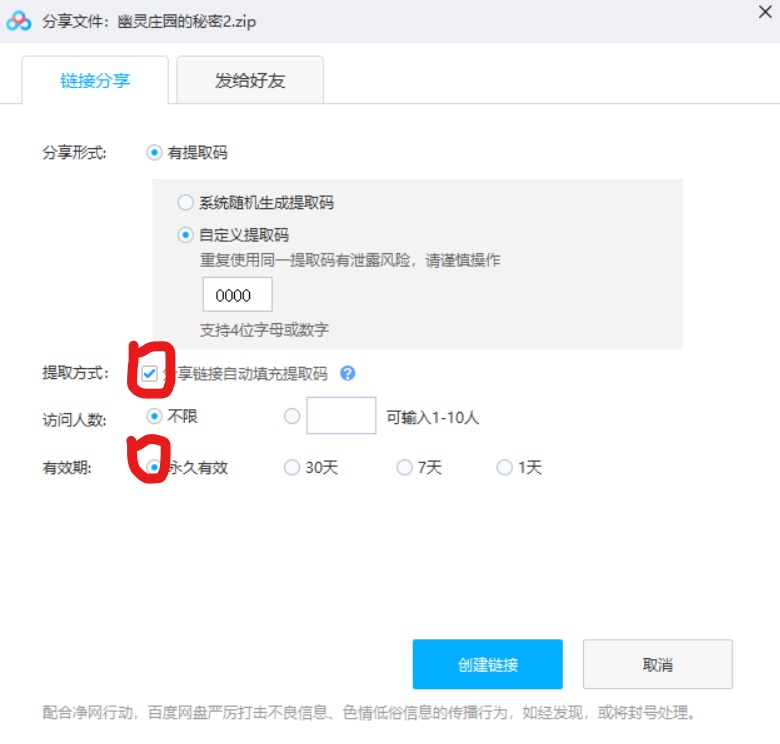 分享文件：幽灵庄园的秘密2.zip
链接分享 发给好友
分享形式: 有提取码
系统随机生成提取码
自定义提取码
重复使用同一提取码有泄露风险，请谨慎操作
0000
支持4位字母或数字
提取方式: 分享链接自动填充提取码 ?
访问人数: 不限 可输入1-10人
有效期: 永久有效 30天 7天 1天
创建链接 取消
配合净网行动，百度网盘严厉打击不良信息、色情低俗信息的传播行为，如经发现，或将封号处理。